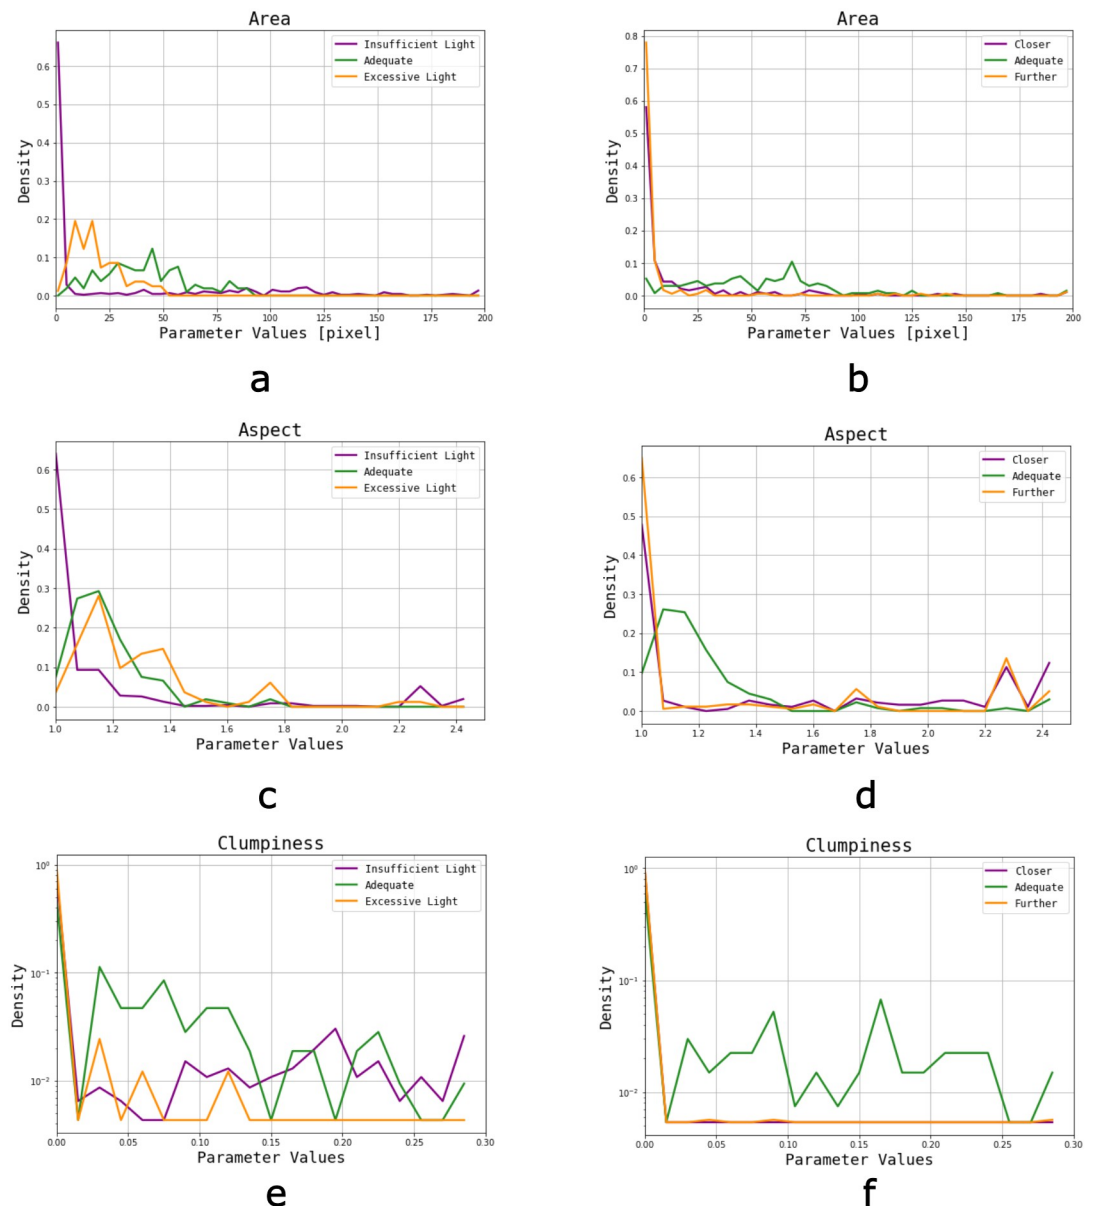 Area
Insufficient Light
Adequate
Excessive Light
0.6
0.5
0.4
0.3
0.2
0.1
0.0
Density
0 25 50 75 100 125 150 175 200
Parameter Values [pixel]
a
Area
Closer
Adequate
Further
0.8
0.7
0.6
0.5
0.4
0.3
0.2
0.1
0.0
Density
0 25 50 75 100 125 150 175 200
Parameter Values [pixel]
b
Aspect
Insufficient Light
Adequate
Excessive Light
0.6
0.5
0.4
0.3
0.2
0.1
0.0
Density
1.0 1.2 1.4 1.6 1.8 2.0 2.2 2.4
Parameter Values
c
Aspect
Closer
Adequate
Further
0.6
0.5
0.4
0.3
0.2
0.1
0.0
Density
1.0 1.2 1.4 1.6 1.8 2.0 2.2 2.4
Parameter Values
d
Clumpiness
Insufficient Light
Adequate
Excessive Light
10⁰
10⁻¹
10⁻²
Density
0.00 0.05 0.10 0.15 0.20 0.25 0.30
Parameter Values
e
Clumpiness
Closer
Adequate
Further
10⁰
10⁻¹
10⁻²
Density
0.00 0.05 0.10 0.15 0.20 0.25 0.30
Parameter Values
f